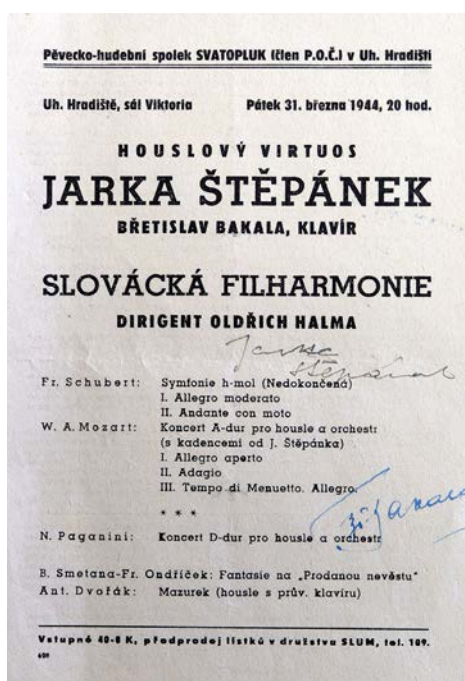 Pěvecko-hudební spolek SVATOPLUK (člen P.O.Č.) v Uh. Hradišti
Uh. Hradiště, sál Viktoria Pátek 31. března 1944, 20 hod.
HOUSLOVÝ VIRTUOS
JARKA ŠTĚPÁNEK
BŘETISLAV BAKALA, KLAVÍR
SLOVÁCKÁ FILHARMONIE
DIRIGENT OLDŘICH HALMA
Jarka
Štěpánek
Fr. Schubert: Symfonie h-mol (Nedokončená)
I. Allegro moderato
II. Andante con moto
W. A. Mozart: Koncert A-dur pro housle a orchestr
(s kadencemi od J. Štěpánka)
I. Allegro aperto
II. Adagio
III. Tempo di Menuetto. Allegro.
* * *
N. Paganini: Koncert D-dur pro housle a orchestr
B. Smetana-Fr. Ondříček: Fantasie na „Prodanou nevěstu"
Ant. Dvořák: Mazurek (housle s prův. klavíru)
Vstupné 40-8 K, předprodej lístků v družstvu SLUM, tel. 109.